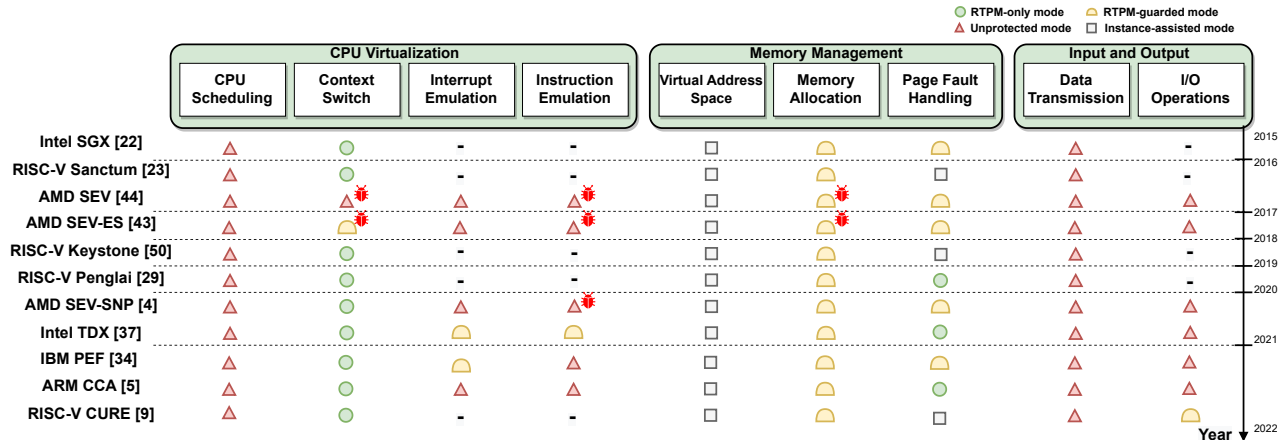 RTPM-only mode RTPM-guarded mode
Unprotected mode Instance-assisted mode
CPU Virtualization Memory Management Input and Output
CPU Scheduling
Context Switch
Interrupt Emulation
Instruction Emulation
Virtual Address Space
Memory Allocation
Page Fault Handling
Data Transmission
I/O Operations
Intel SGX [22] - - - 2015
2016
RISC-V Sanctum [23] - - -
AMD SEV [44]
2017
AMD SEV-ES [43]
2018
RISC-V Keystone [50] - - -
2019
RISC-V Penglai [29] - - -
2020
AMD SEV-SNP [4]
Intel TDX [37]
2021
IBM PEF [34]
ARM CCA [5]
RISC-V CURE [9] - -
Year 2022